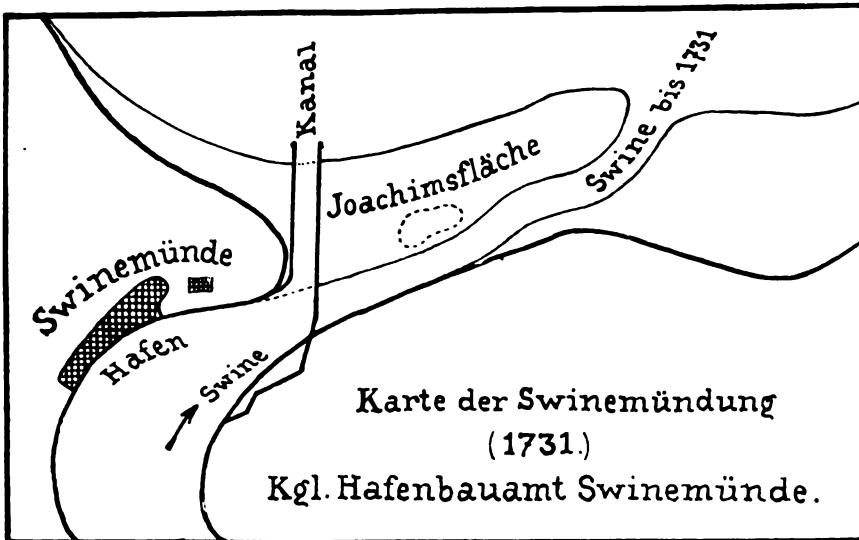 Kanal
Swine bis 1731
Joachimsfläche
Swinemünde
Hafen
Swine
Karte der Swinemündung
(1731.)
Kgl. Hafenbauamt Swinemünde.